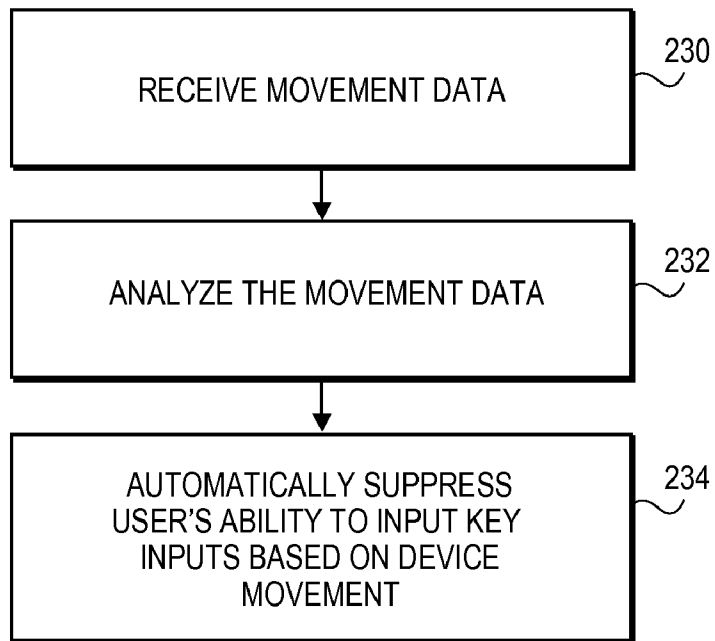 RECEIVE MOVEMENT DATA
230
ANALYZE THE MOVEMENT DATA
232
AUTOMATICALLY SUPPRESS
USER'S ABILITY TO INPUT KEY
INPUTS BASED ON DEVICE
MOVEMENT
234